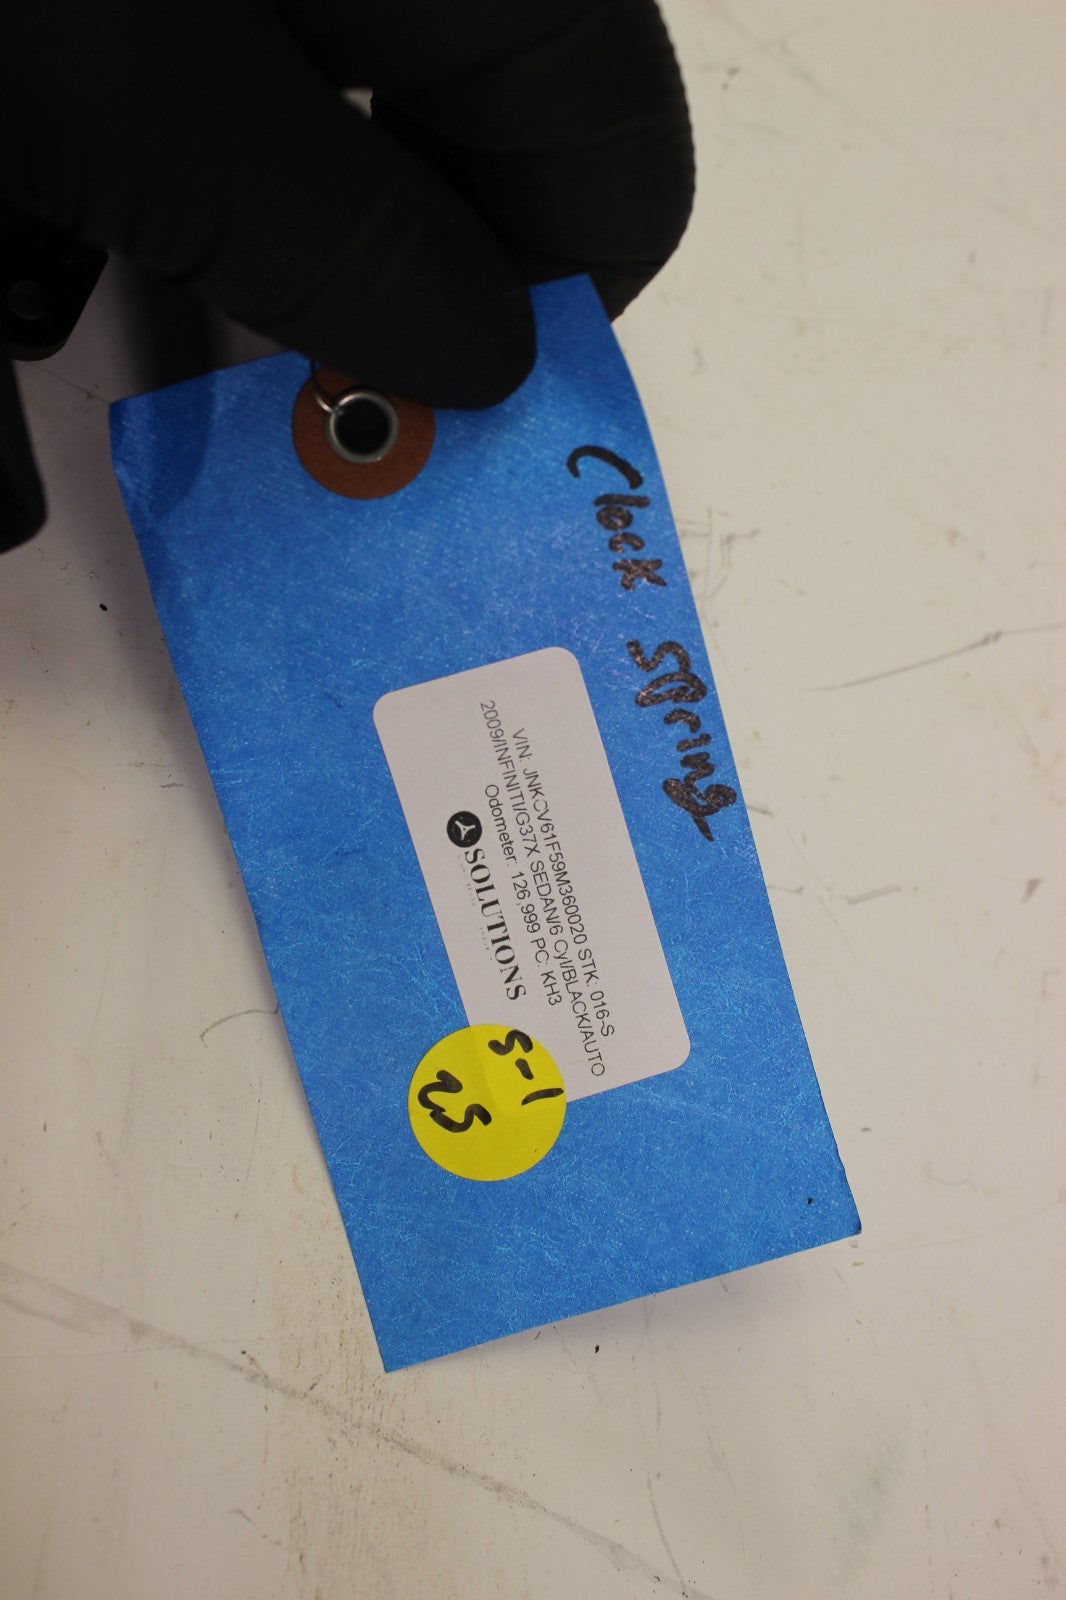 Clock Spring
VIN: JNKCV61F59M360020 STK: 016-S
2009/INFINITI/G37X SEDAN/6 Cyl/BLACK/AUTO
Odometer: 126,999 PC: KH3
SOLUTIONS
S-1
25